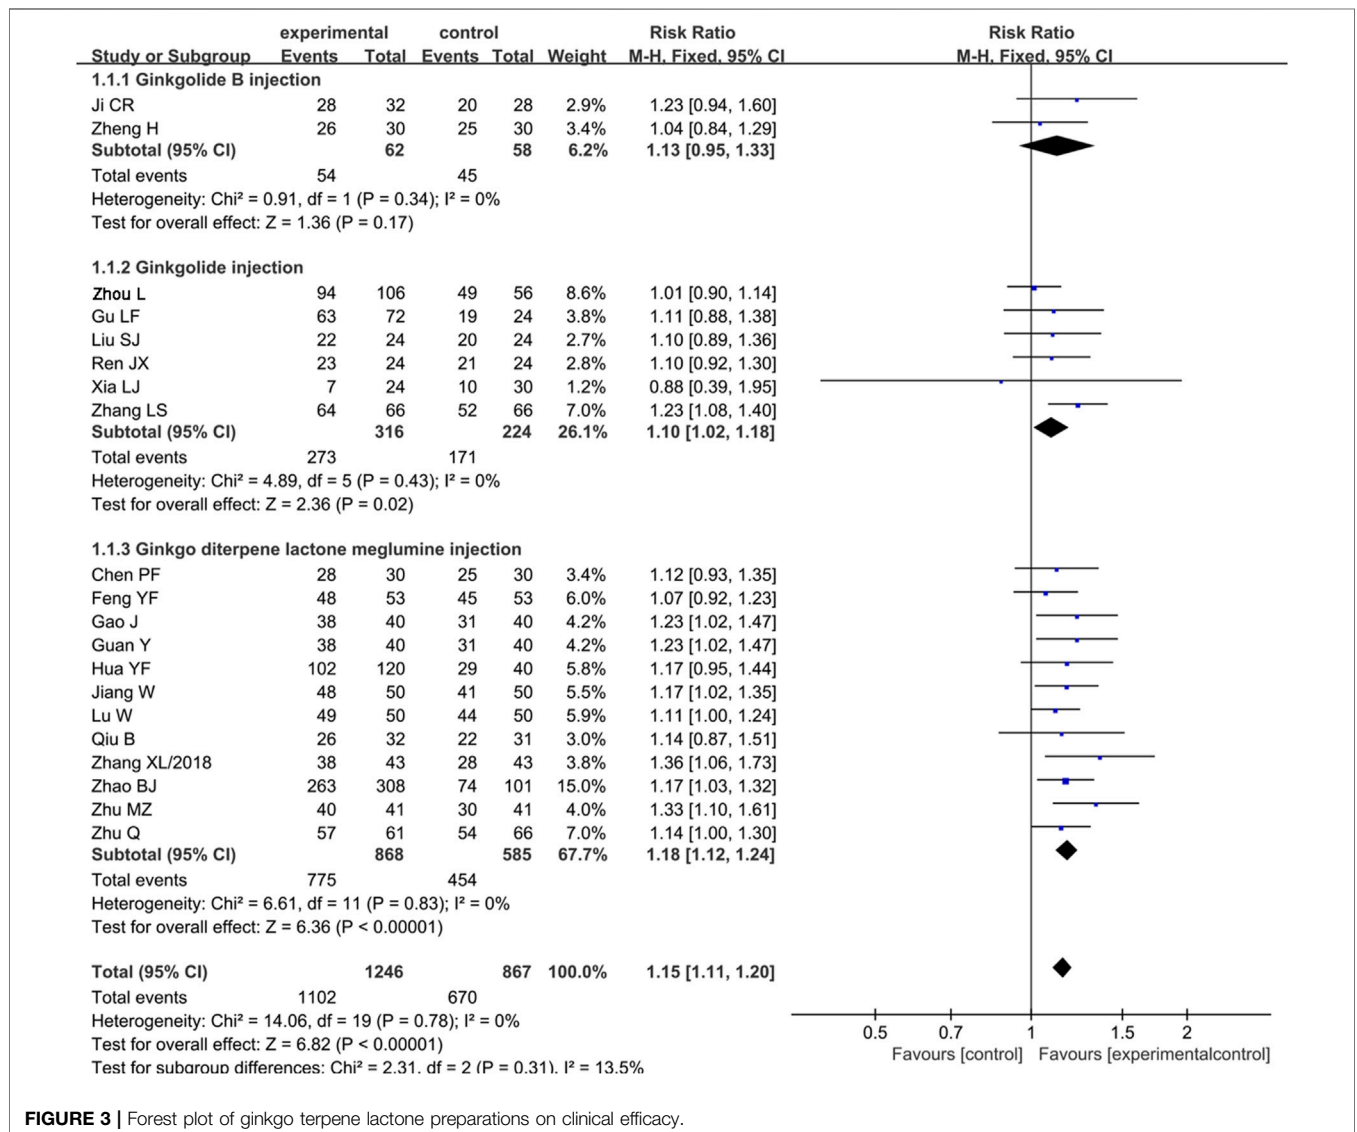 experimental control Risk Ratio Risk Ratio
Study or Subgroup Events Total Events Total Weight M-H, Fixed, 95% CI M-H, Fixed, 95% CI
1.1.1 Ginkgolide B injection
Ji CR 28 32 20 28 2.9% 1.23 [0.94, 1.60]
Zheng H 26 30 25 30 3.4% 1.04 [0.84, 1.29]
Subtotal (95% CI) 62 58 6.2% 1.13 [0.95, 1.33]
Total events 54 45
Heterogeneity: Chi² = 0.91, df = 1 (P = 0.34); I² = 0%
Test for overall effect: Z = 1.36 (P = 0.17)
1.1.2 Ginkgolide injection
Zhou L 94 106 49 56 8.6% 1.01 [0.90, 1.14]
Gu LF 63 72 19 24 3.8% 1.11 [0.88, 1.38]
Liu SJ 22 24 20 24 2.7% 1.10 [0.89, 1.36]
Ren JX 23 24 21 24 2.8% 1.10 [0.92, 1.30]
Xia LJ 7 24 10 30 1.2% 0.88 [0.39, 1.95]
Zhang LS 64 66 52 66 7.0% 1.23 [1.08, 1.40]
Subtotal (95% CI) 316 224 26.1% 1.10 [1.02, 1.18]
Total events 273 171
Heterogeneity: Chi² = 4.89, df = 5 (P = 0.43); I² = 0%
Test for overall effect: Z = 2.36 (P = 0.02)
1.1.3 Ginkgo diterpene lactone meglumine injection
Chen PF 28 30 25 30 3.4% 1.12 [0.93, 1.35]
Feng YF 48 53 45 53 6.0% 1.07 [0.92, 1.23]
Gao J 38 40 31 40 4.2% 1.23 [1.02, 1.47]
Guan Y 38 40 31 40 4.2% 1.23 [1.02, 1.47]
Hua YF 102 120 29 40 5.8% 1.17 [0.95, 1.44]
Jiang W 48 50 41 50 5.5% 1.17 [1.02, 1.35]
Lu W 49 50 44 50 5.9% 1.11 [1.00, 1.24]
Qiu B 26 32 22 31 3.0% 1.14 [0.87, 1.51]
Zhang XL/2018 38 43 28 43 3.8% 1.36 [1.06, 1.73]
Zhao BJ 263 308 74 101 15.0% 1.17 [1.03, 1.32]
Zhu MZ 40 41 30 41 4.0% 1.33 [1.10, 1.61]
Zhu Q 57 61 54 66 7.0% 1.14 [1.00, 1.30]
Subtotal (95% CI) 868 585 67.7% 1.18 [1.12, 1.24]
Total events 775 454
Heterogeneity: Chi² = 6.61, df = 11 (P = 0.83); I² = 0%
Test for overall effect: Z = 6.36 (P < 0.00001)
Total (95% CI) 1246 867 100.0% 1.15 [1.11, 1.20]
Total events 1102 670
Heterogeneity: Chi² = 14.06, df = 19 (P = 0.78); I² = 0%
Test for overall effect: Z = 6.82 (P < 0.00001)
Test for subgroup differences: Chi² = 2.31, df = 2 (P = 0.31), I² = 13.5%
0.5 0.7 1 1.5 2
Favours [control] Favours [experimentalcontrol]
FIGURE 3 | Forest plot of ginkgo terpene lactone preparations on clinical efficacy.